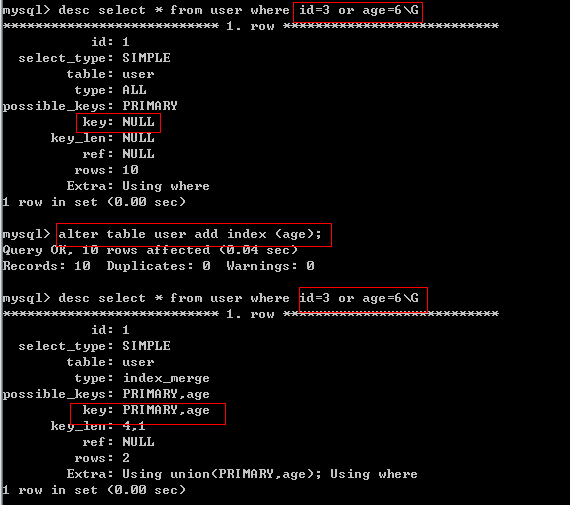 mysql> desc select * from user where id=3 or age=6\G
*************************** 1. row ***************************
id: 1
select_type: SIMPLE
table: user
type: ALL
possible_keys: PRIMARY
key: NULL
key_len: NULL
ref: NULL
rows: 10
Extra: Using where
1 row in set (0.00 sec)
mysql> alter table user add index (age);
Query OK, 10 rows affected (0.04 sec)
Records: 10  Duplicates: 0  Warnings: 0
mysql> desc select * from user where id=3 or age=6\G
*************************** 1. row ***************************
id: 1
select_type: SIMPLE
table: user
type: index_merge
possible_keys: PRIMARY,age
key: PRIMARY,age
key_len: 4,1
ref: NULL
rows: 2
Extra: Using union(PRIMARY,age); Using where
1 row in set (0.00 sec)